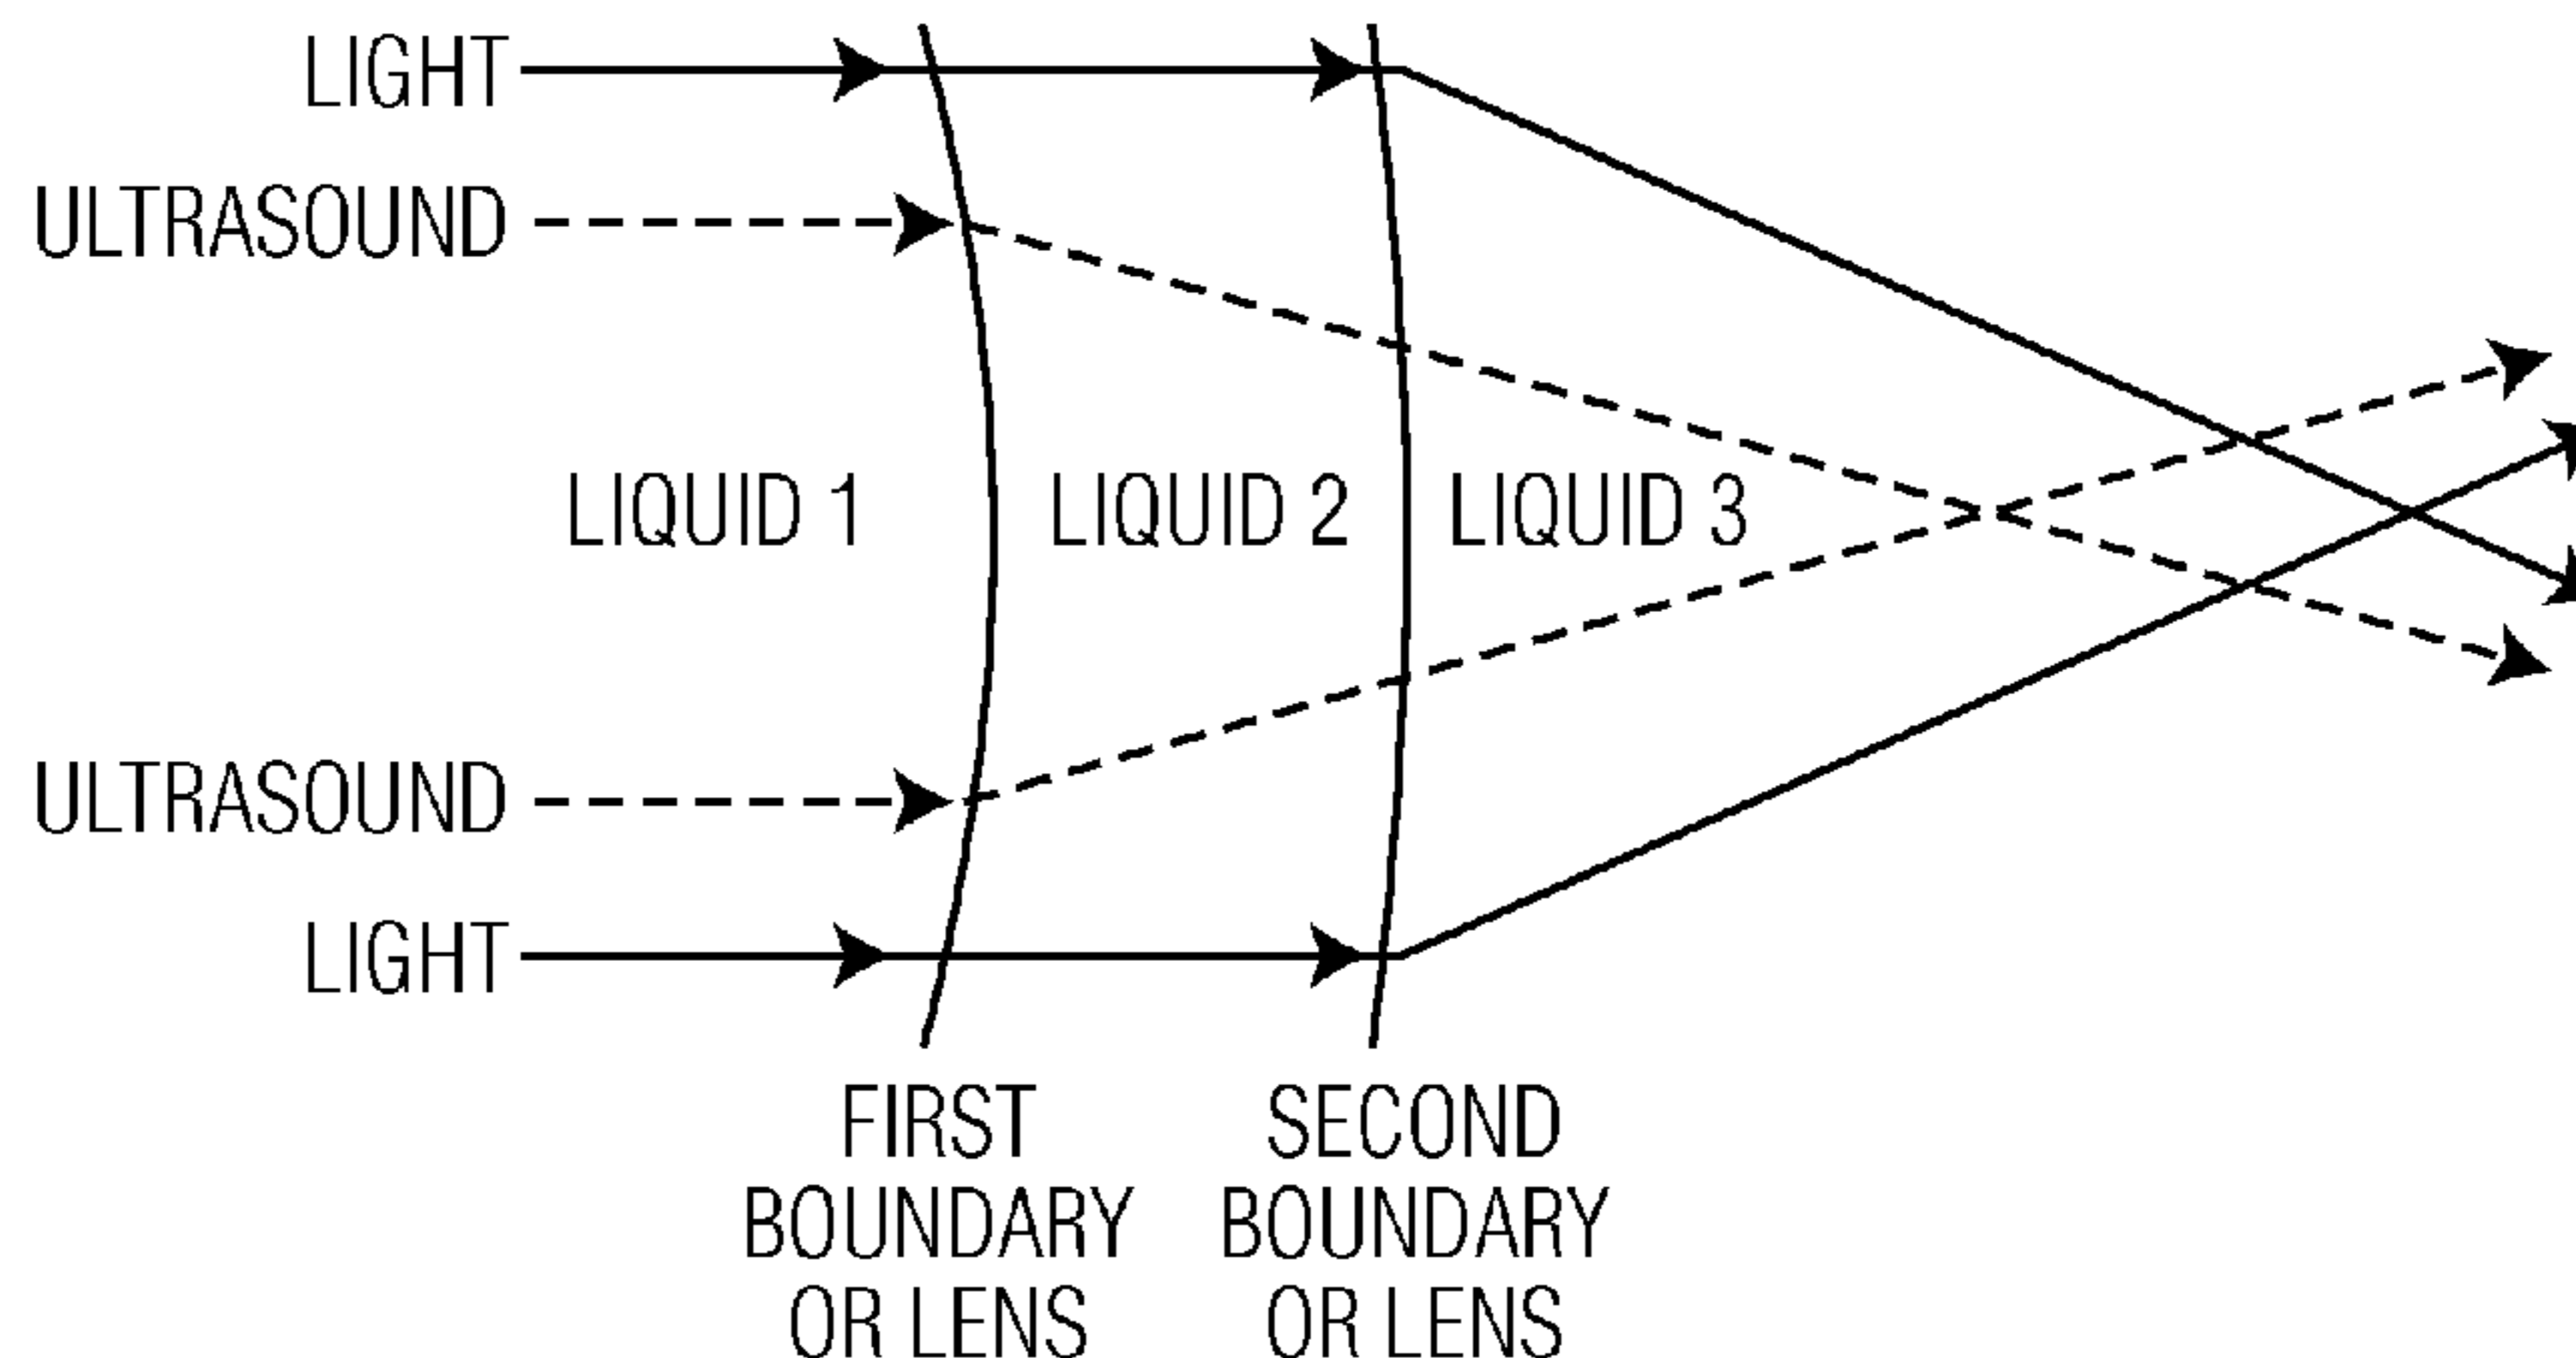 LIGHT
ULTRASOUND
LIQUID 1
LIQUID 2
LIQUID 3
ULTRASOUND
LIGHT
FIRST
BOUNDARY
OR LENS
SECOND
BOUNDARY
OR LENS